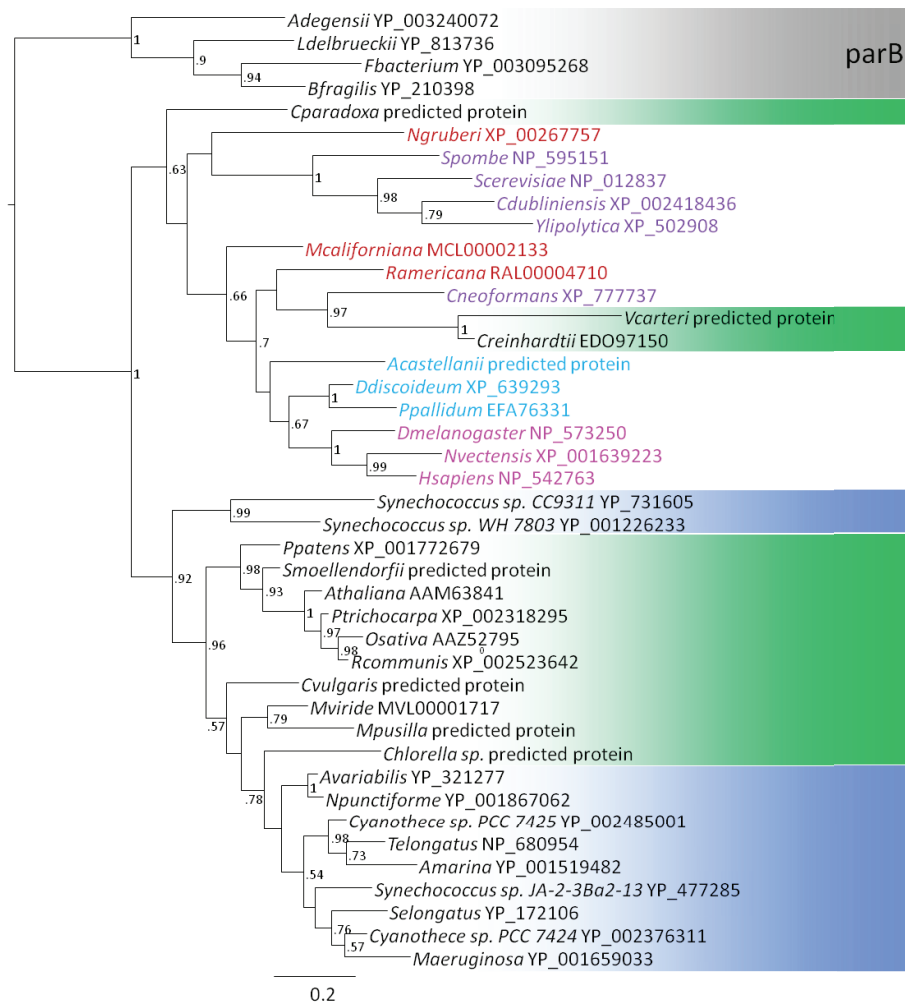 Adegensii YP_003240072
1
Ldelbrueckii YP_813736
.9
parB
Fbacterium YP_003095268
.94
Bfragilis YP_210398
Cparadoxa predicted protein
Ngruberi XP_00267757
Spombe NP_595151
.63
1
Scerevisiae NP_012837
.98
Cdubliniensis XP_002418436
.79
Ylipolytica XP_502908
Mcaliforniana MCL00002133
Ramericana RAL00004710
.66
Cneoformans XP_777737
.97
Vcarteri predicted protein
1
Creinhardtii EDO97150
.7
Acastellanii predicted protein
1
Ddiscoideum XP_639293
1
Ppallidum EFA76331
.67
Dmelanogaster NP_573250
1
Nvectensis XP_001639223
.99
Hsapiens NP_542763
Synechococcus sp. CC9311 YP_731605
.99
Synechococcus sp. WH 7803 YP_001226233
Ppatens XP_001772679
.98
Smoellendorfii predicted protein
.92
.93
Athaliana AAM63841
1
Ptrichocarpa XP_002318295
.97
Osativa AAZ52795
.96
.98
0
Rcommunis XP_002523642
Cvulgaris predicted protein
Mviride MVL00001717
.57
.79
Mpusilla predicted protein
Chlorella sp. predicted protein
Avariabilis YP_321277
.78
1
Npunctiforme YP_001867062
Cyanothece sp. PCC 7425 YP_002485001
.98
Telongatus NP_680954
.73
Amarina YP_001519482
.54
Synechococcus sp. JA-2-3Ba2-13 YP_477285
Selongatus YP_172106
.76
Cyanothece sp. PCC 7424 YP_002376311
.57
Maeruginosa YP_001659033
0.2